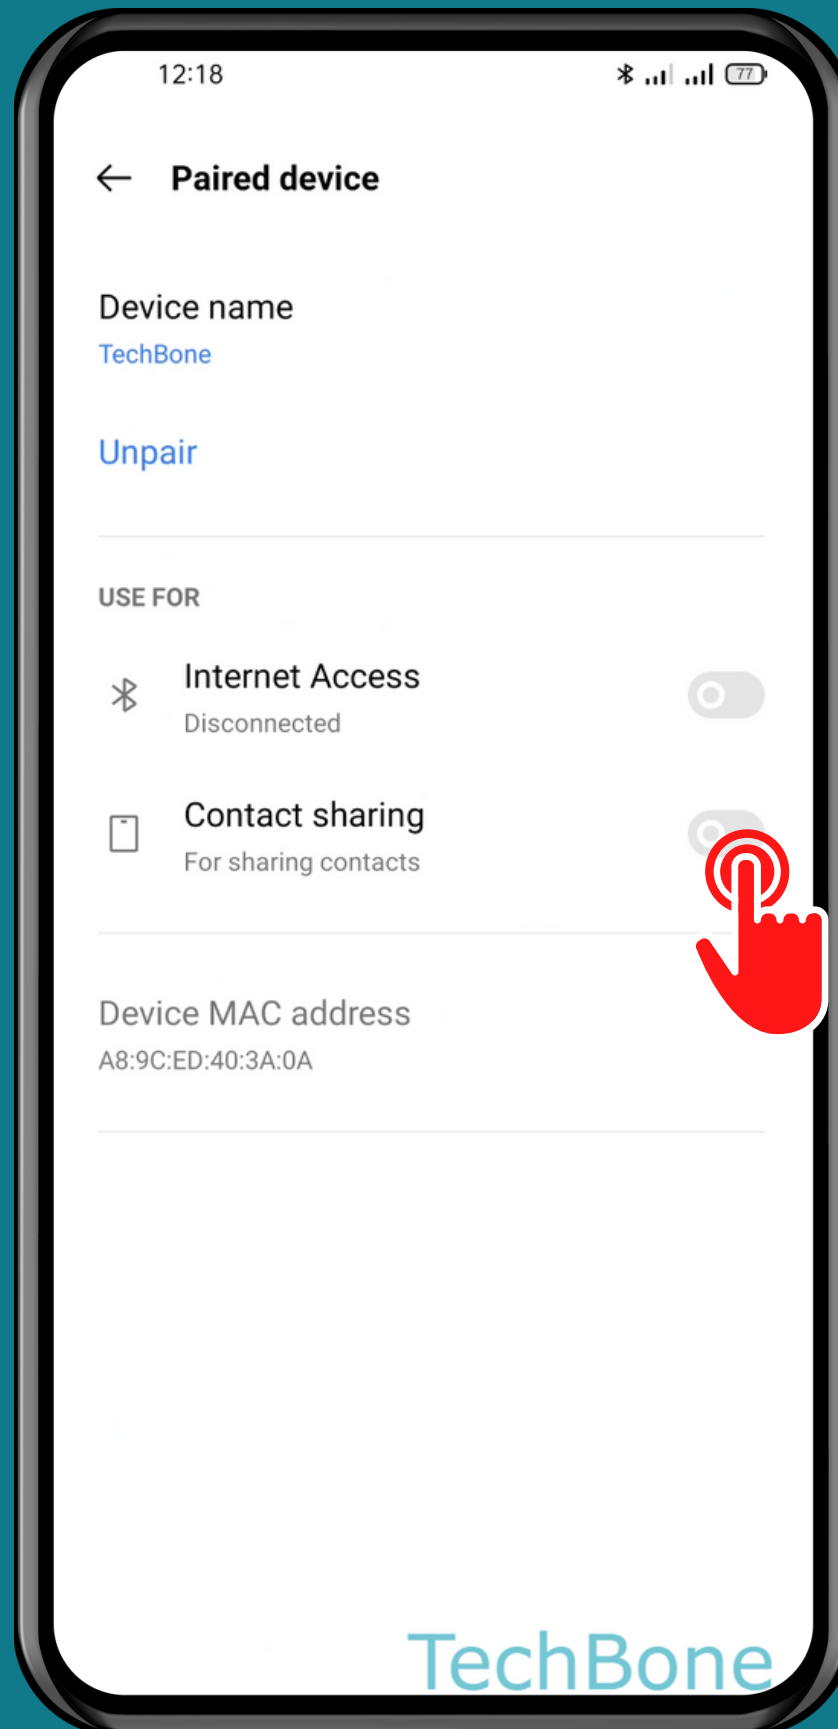 12:18
77
Paired device
Device name
TechBone
Unpair
USE FOR
Internet Access
Disconnected
Contact sharing
For sharing contacts
Device MAC address
A8:9C:ED:40:3A:0A
TechBone